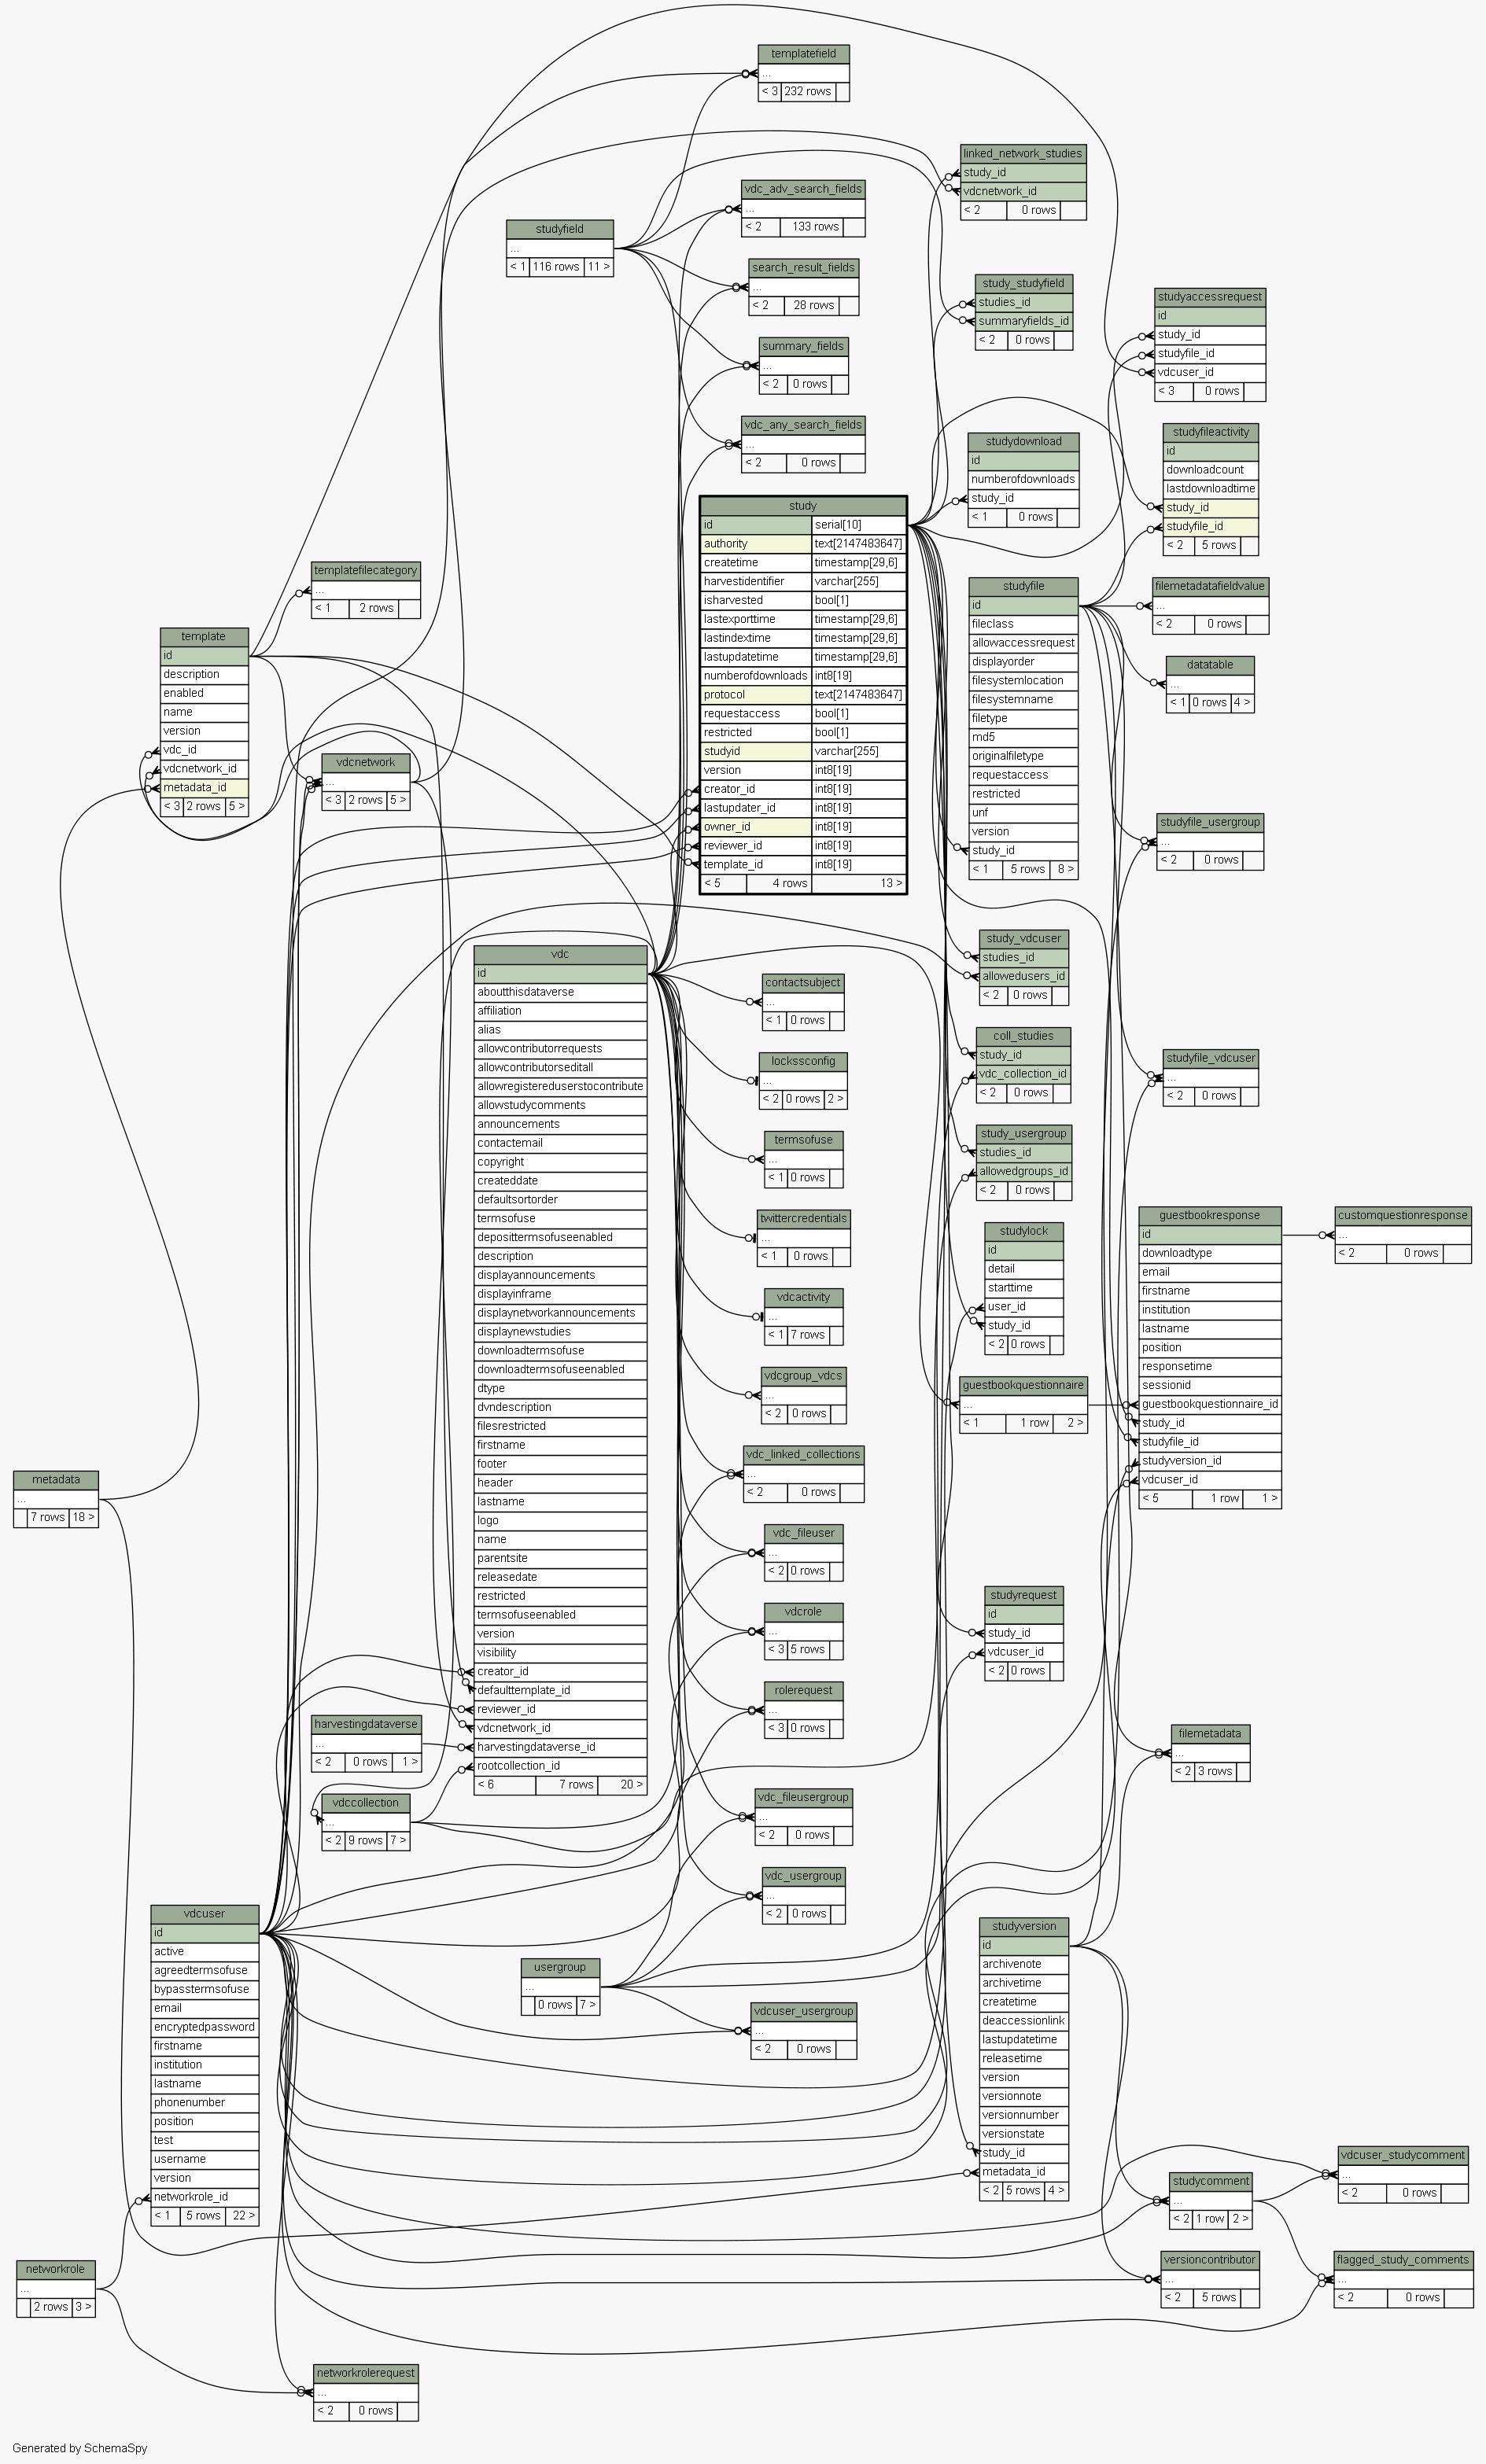 templatefield
...
< 3 232 rows
linked_network_studies
study_id
vdcnetwork_id
< 2 0 rows
vdc_adv_search_fields
...
< 2 133 rows
studyfield
...
< 1 116 rows 11 >
search_result_fields
...
< 2 28 rows
study_studyfield
studies_id
summaryfields_id
< 2 0 rows
studyaccessrequest
id
study_id
studyfile_id
vdcuser_id
< 3 0 rows
summary_fields
...
< 2 0 rows
vdc_any_search_fields
...
< 2 0 rows
studydownload
id
numberofdownloads
study_id
< 1 0 rows
studyfileactivity
id
downloadcount
lastdownloadtime
study_id
studyfile_id
< 2 5 rows
study
id serial[10]
authority text[2147483647]
createtime timestamp[29,6]
harvestidentifier varchar[255]
isharvested bool[1]
lastexporttime timestamp[29,6]
lastindextime timestamp[29,6]
lastupdatetime timestamp[29,6]
numberofdownloads int8[19]
protocol text[2147483647]
requestaccess bool[1]
restricted bool[1]
studyid varchar[255]
version int8[19]
creator_id int8[19]
lastupdater_id int8[19]
owner_id int8[19]
reviewer_id int8[19]
template_id int8[19]
< 5 4 rows 13 >
templatefilecategory
...
< 1 2 rows
template
id
description
enabled
name
version
vdc_id
vdcnetwork_id
metadata_id
< 3 2 rows 5 >
vdcnetwork
...
< 3 2 rows 5 >
studyfile
id
fileclass
allowaccessrequest
displayorder
filesystemlocation
filesystemname
filetype
md5
originalfiletype
requestaccess
restricted
unf
version
study_id
< 1 5 rows 8 >
filemetadatafieldvalue
...
< 2 0 rows
datatable
...
< 1 0 rows 4 >
studyfile_usergroup
...
< 2 0 rows
study_vdcuser
studies_id
allowedusers_id
< 2 0 rows
vdc
id
aboutthisdataverse
affiliation
alias
allowcontributorrequests
allowcontributorseditall
allowregistereduserstocontribute
allowstudycomments
announcements
contactemail
copyright
createddate
defaultsortorder
termsofuse
deposittermsofuseenabled
description
displayannouncements
displayinframe
displaynetworkannouncements
displaynewstudies
downloadtermsofuse
downloadtermsofuseenabled
dtype
dvndescription
filesrestricted
firstname
footer
header
lastname
logo
name
parentsite
releasedate
restricted
termsofuseenabled
version
visibility
creator_id
defaulttemplate_id
reviewer_id
vdcnetwork_id
harvestingdataverse_id
rootcollection_id
< 6 7 rows 20 >
contactsubject
...
< 1 0 rows
coll_studies
study_id
vdc_collection_id
< 2 0 rows
lockssconfig
...
< 2 0 rows 2 >
studyfile_vdcuser
...
< 2 0 rows
termsofuse
...
< 1 0 rows
study_usergroup
studies_id
allowedgroups_id
< 2 0 rows
twittercredentials
...
< 1 0 rows
studylock
id
detail
starttime
user_id
study_id
< 2 0 rows
guestbookresponse
id
downloadtype
email
firstname
institution
lastname
position
responsetime
sessionid
guestbookquestionnaire_id
study_id
studyfile_id
studyversion_id
vdcuser_id
< 5 1 row 1 >
customquestionresponse
...
< 2 0 rows
vdcactivity
...
< 1 7 rows
vdcgroup_vdcs
...
< 2 0 rows
guestbookquestionnaire
...
< 1 1 row 2 >
vdc_linked_collections
...
< 2 0 rows
metadata
...
7 rows 18 >
vdc_fileuser
...
< 2 0 rows
vdcrole
...
< 3 5 rows
studyrequest
id
study_id
vdcuser_id
< 2 0 rows
rolerequest
...
< 3 0 rows
harvestingdataverse
...
< 2 0 rows 1 >
filemetadata
...
< 2 3 rows
vdccollection
...
< 2 9 rows 7 >
vdc_fileusergroup
...
< 2 0 rows
vdc_usergroup
...
< 2 0 rows
vdcuser
id
active
agreedtermsofuse
bypasstermsofuse
email
encryptedpassword
firstname
institution
lastname
phonenumber
position
test
username
version
networkrole_id
< 1 5 rows 22 >
usergroup
...
0 rows 7 >
vdcuser_usergroup
...
< 2 0 rows
studyversion
id
archivenote
archivetime
createtime
deaccessionlink
lastupdatetime
releasetime
version
versionnote
versionnumber
versionstate
study_id
metadata_id
< 2 5 rows 4 >
vdcuser_studycomment
...
< 2 0 rows
studycomment
...
< 2 1 row 2 >
networkrole
...
2 rows 3 >
versioncontributor
...
< 2 5 rows
flagged_study_comments
...
< 2 0 rows
networkrolerequest
...
< 2 0 rows
Generated by SchemaSpy